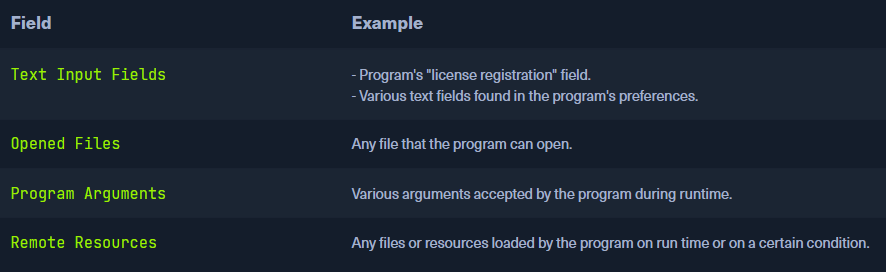 Field Example
Text Input Fields - Program's "license registration" field.
- Various text fields found in the program's preferences.
Opened Files Any file that the program can open.
Program Arguments Various arguments accepted by the program during runtime.
Remote Resources Any files or resources loaded by the program on run time or on a certain condition.